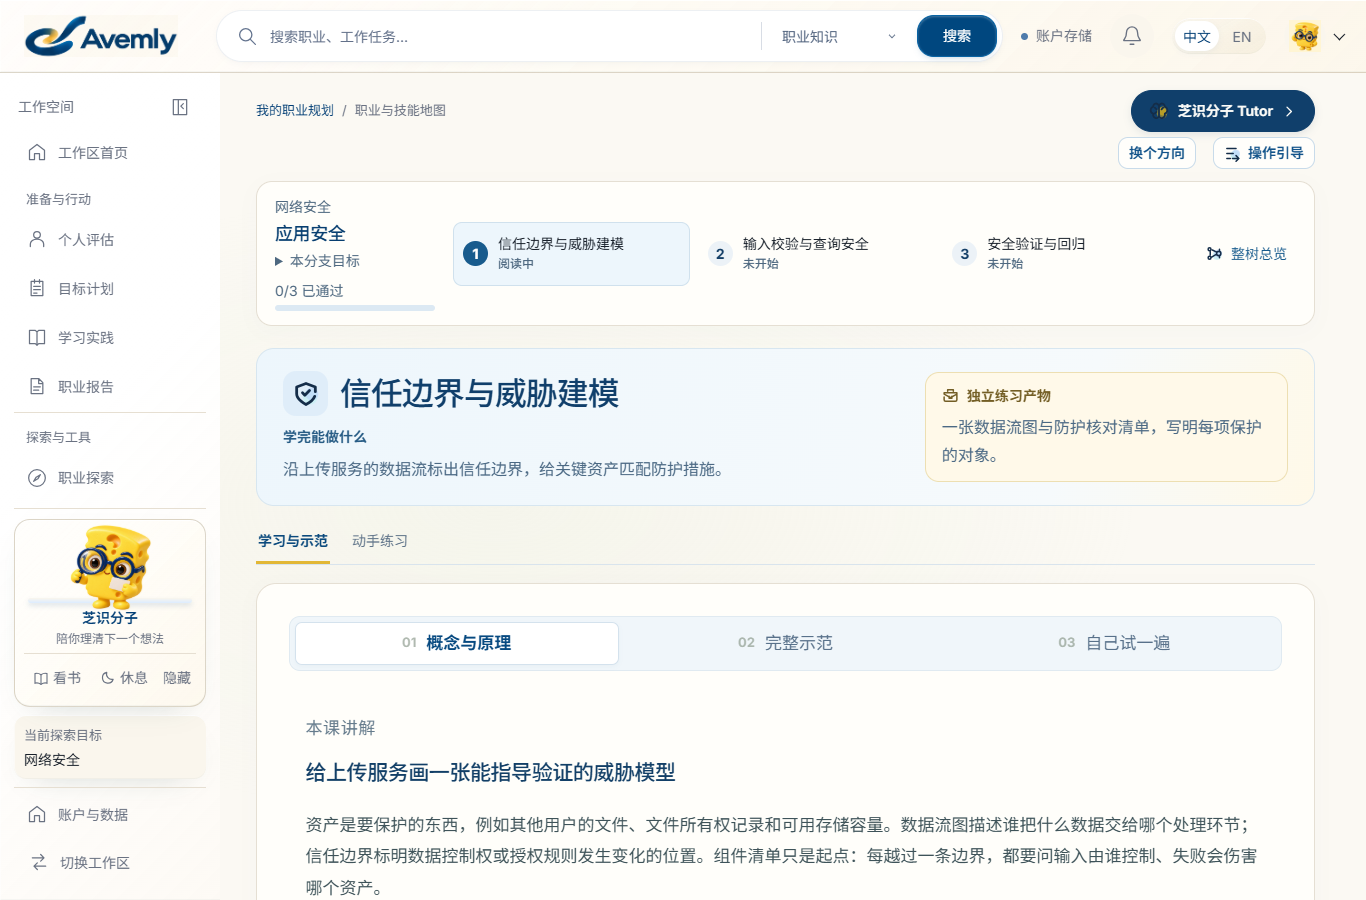 Avemly
搜索职业、工作任务...
职业知识
搜索
账户存储
中文
EN
工作空间
工作区首页
准备与行动
个人评估
目标计划
学习实践
职业报告
探索与工具
职业探索
芝识分子
陪你理清下一个想法
看书
休息
隐藏
当前探索目标
网络安全
账户与数据
切换工作区
我的职业规划 / 职业与技能地图
芝识分子 Tutor
换个方向
操作引导
网络安全
应用安全
本分支目标
0/3 已通过
1
信任边界与威胁建模
阅读中
2
输入校验与查询安全
未开始
3
安全验证与回归
未开始
整树总览
信任边界与威胁建模
学完能做什么
沿上传服务的数据流标出信任边界，给关键资产匹配防护措施。
独立练习产物
一张数据流图与防护核对清单，写明每项保护
的对象。
学习与示范
动手练习
01 概念与原理
02 完整示范
03 自己试一遍
本课讲解
给上传服务画一张能指导验证的威胁模型
资产是要保护的东西，例如其他用户的文件、文件所有权记录和可用存储容量。数据流图描述谁把什么数据交给哪个处理环节；
信任边界标明数据控制权或授权规则发生变化的位置。组件清单只是起点：每越过一条边界，都要问输入由谁控制、失败会伤害
哪个资产。